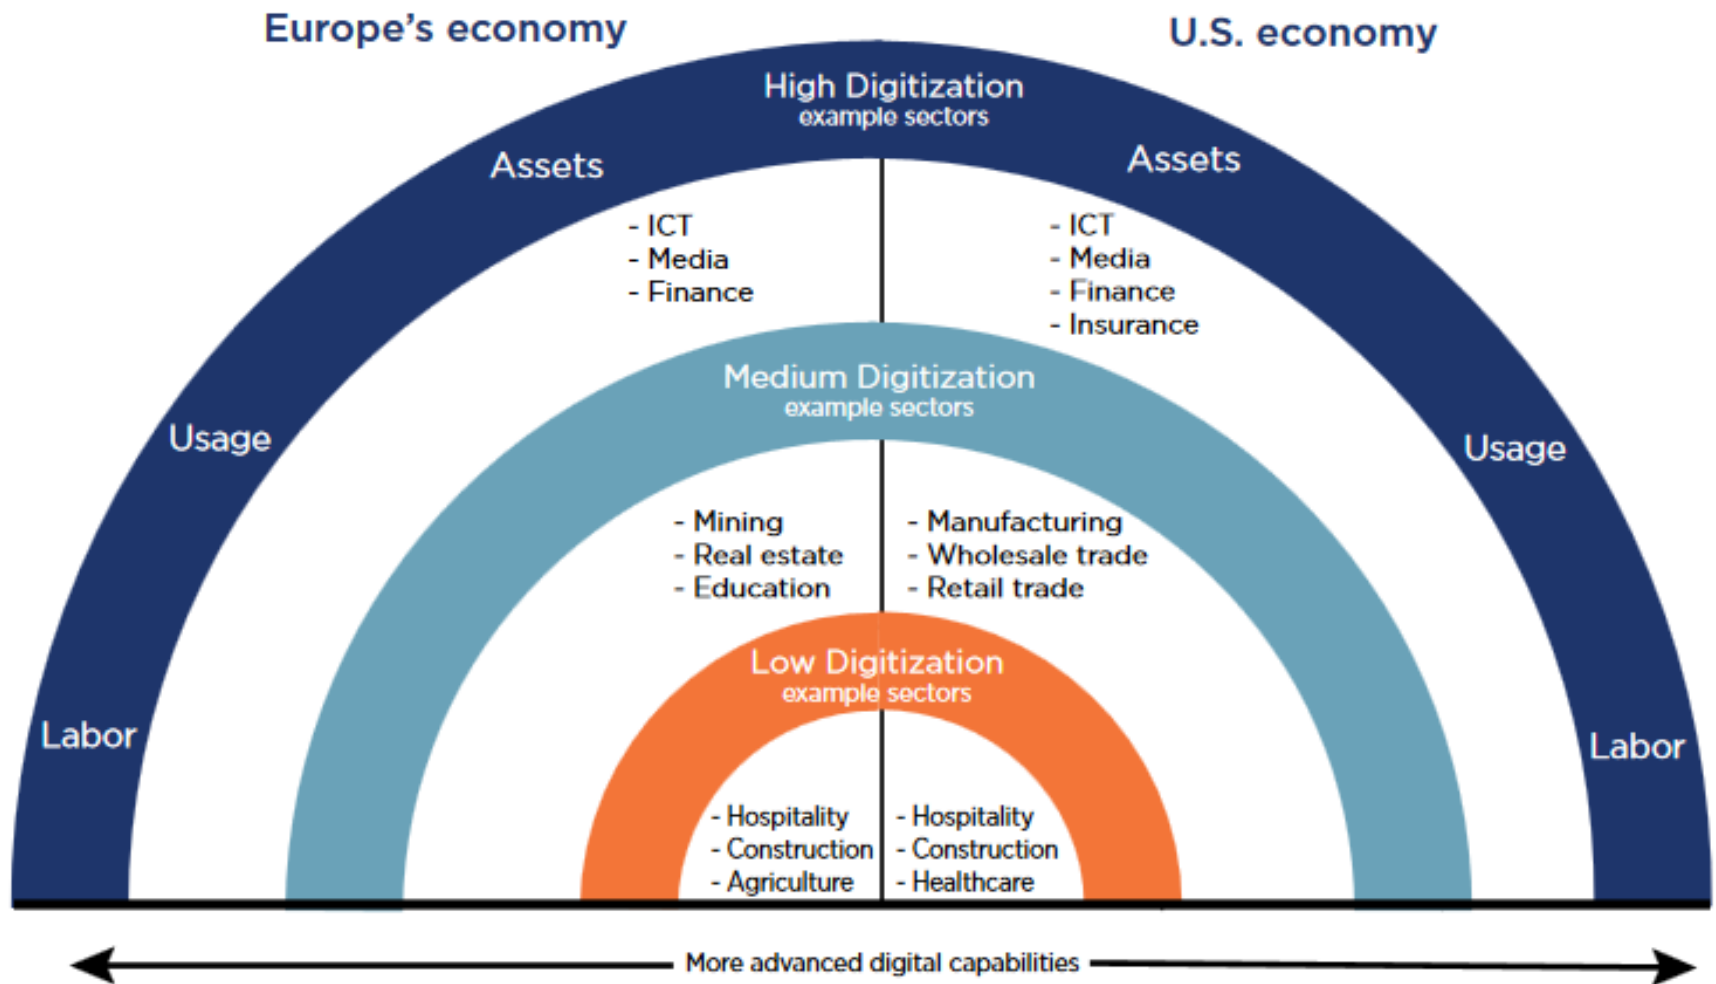 Europe's economy
U.S. economy
High Digitization
example sectors
Assets
Assets
- ICT
- Media
- Finance
- ICT
- Media
- Finance
- Insurance
Usage
Usage
Medium Digitization
example sectors
- Mining
- Real estate
- Education
- Manufacturing
- Wholesale trade
- Retail trade
Labor
Labor
Low Digitization
example sectors
- Hospitality
- Construction
- Agriculture
- Hospitality
- Construction
- Healthcare
More advanced digital capabilities